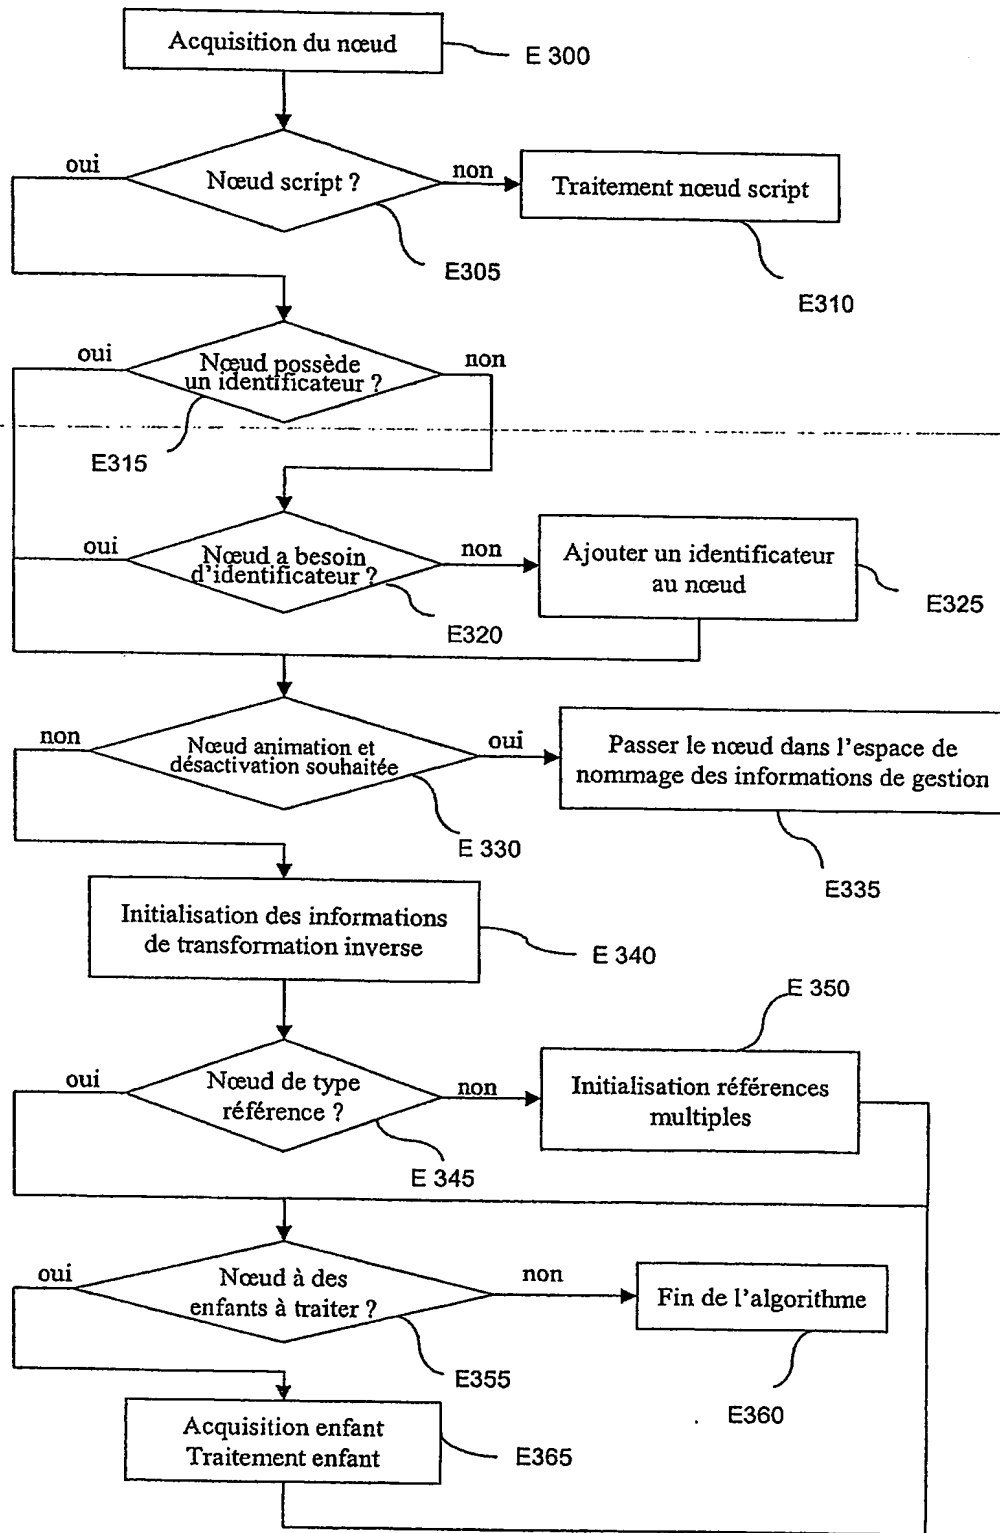 Acquisition du nœud
E 300
oui
Nœud script ?
non
Traitement nœud script
E305
E310
oui
Nœud possède
un identificateur ?
non
E315
oui
Nœud a besoin
d'identificateur ?
non
Ajouter un identificateur
au nœud
E325
E320
non
Nœud animation et
désactivation souhaitée
oui
Passer le nœud dans l'espace de
nommage des informations de gestion
E 330
E335
Initialisation des informations
de transformation inverse
E 340
E 350
oui
Nœud de type
référence ?
non
Initialisation références
multiples
E 345
oui
Nœud à des
enfants à traiter ?
non
Fin de l'algorithme
E355
E360
Acquisition enfant
Traitement enfant
E365